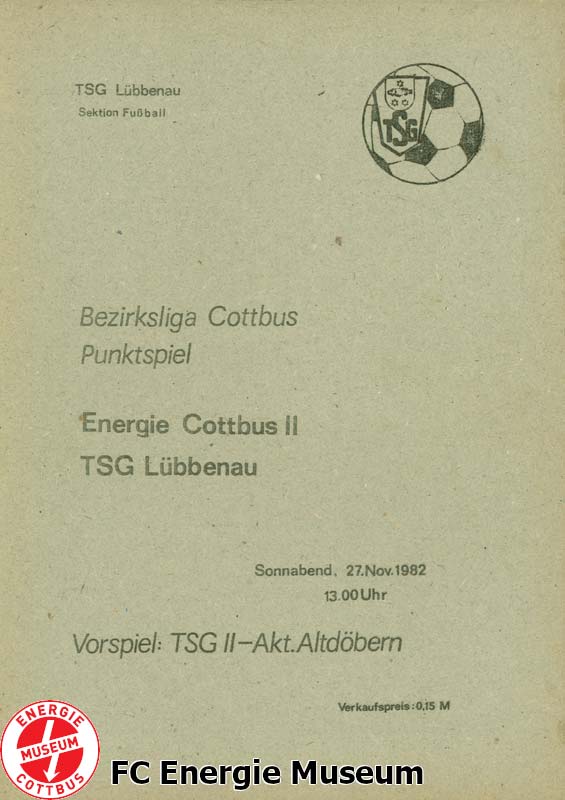 TSG Lübbenau
Sektion Fußball
TSG
Bezirksliga Cottbus
Punktspiel
Energie Cottbus II
TSG Lübbenau
Sonnabend, 27.Nov.1982
13.00 Uhr
Vorspiel: TSG II-Akt.Altdöbern
Verkaufspreis: 0,15 M
ENERGIE
MUSEUM
COTTBUS
FC Energie Museum